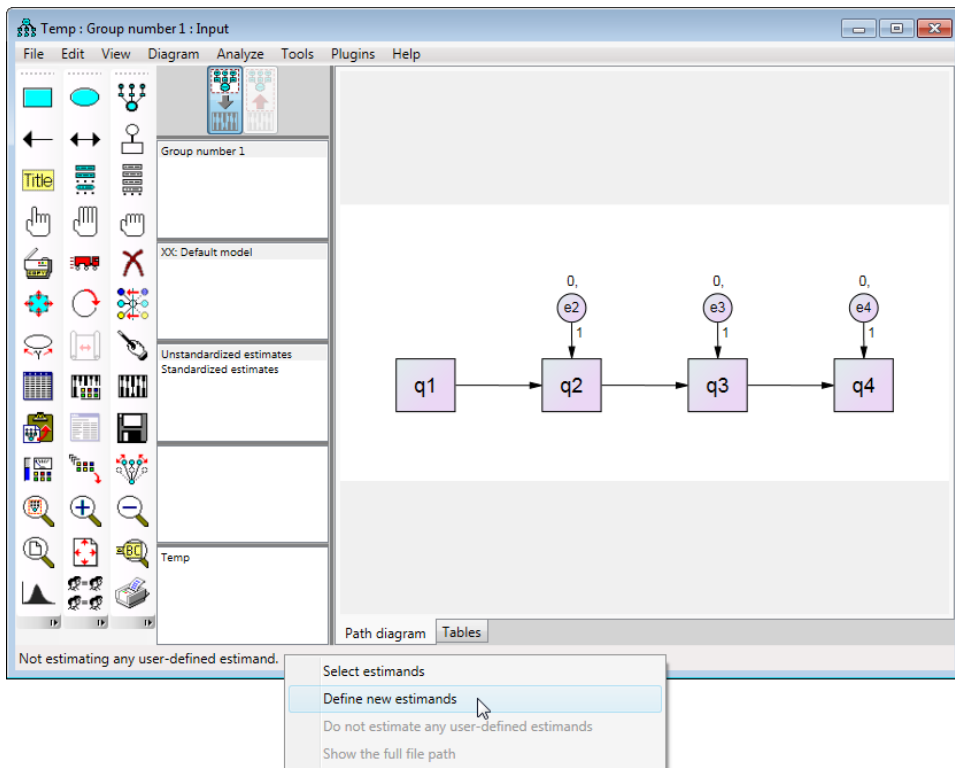 Temp : Group number 1 : Input
File Edit View Diagram Analyze Tools Plugins Help
Title
Group number 1
XX: Default model
Unstandardized estimates
Standardized estimates
Temp
0, 0, 0,
e2 e3 e4
1 1 1
q1 q2 q3 q4
Path diagram Tables
Not estimating any user-defined estimand.
Select estimands
Define new estimands
Do not estimate any user-defined estimands
Show the full file path